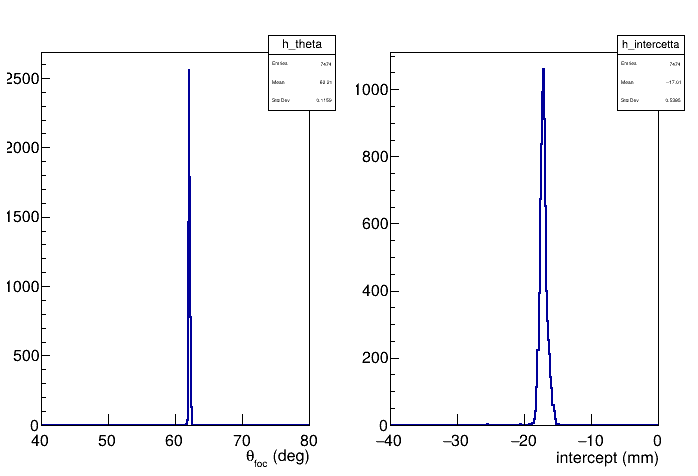 h_theta
Entries 7474
Mean 62.21
Std Dev 0.1159
2500
2000
1500
1000
500
0
40 50 60 70 80
θfoc (deg)
h_intercetta
Entries 7474
Mean −17.01
Std Dev 0.5395
1000
800
600
400
200
0
−40 −30 −20 −10 0
intercept (mm)